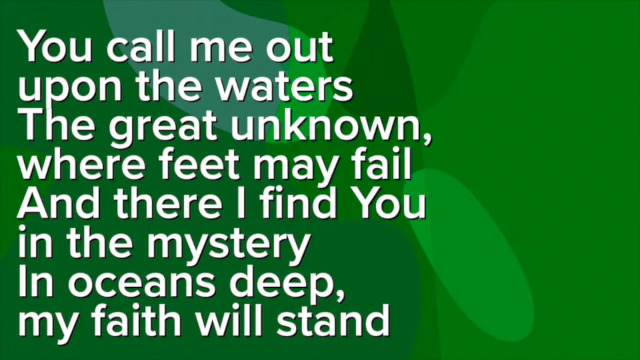 You call me out
upon the waters
The great unknown,
where feet may fail
And there I find You
in the mystery
In oceans deep,
my faith will stand